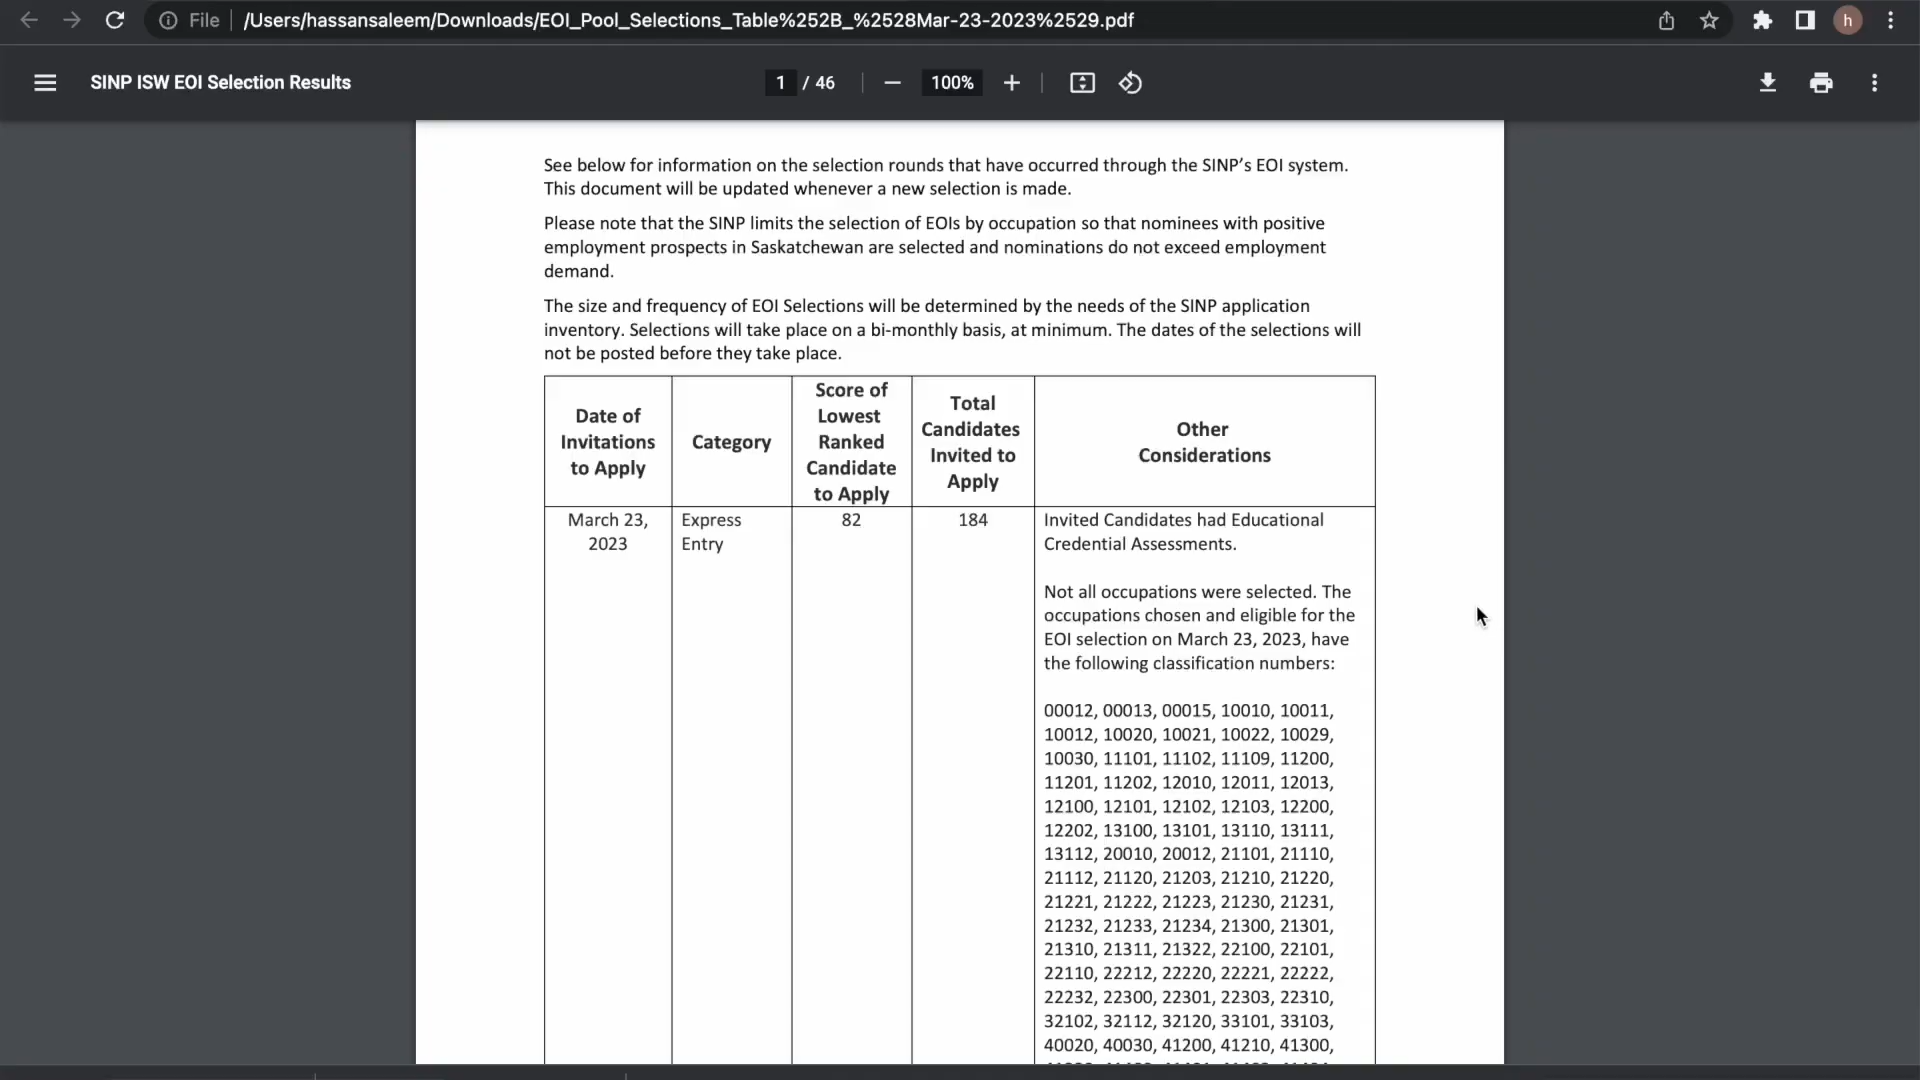 File /Users/hassansaleem/Downloads/EOI_Pool_Selections_Table%252B_%2528Mar-23-2023%2529.pdf
h
SINP ISW EOI Selection Results
1 / 46
100%
See below for information on the selection rounds that have occurred through the SINP’s EOI system.
This document will be updated whenever a new selection is made.
Please note that the SINP limits the selection of EOIs by occupation so that nominees with positive
employment prospects in Saskatchewan are selected and nominations do not exceed employment
demand.
The size and frequency of EOI Selections will be determined by the needs of the SINP application
inventory. Selections will take place on a bi-monthly basis, at minimum. The dates of the selections will
not be posted before they take place.
Date of
Invitations
to Apply
Category
Score of
Lowest
Ranked
Candidate
to Apply
Total
Candidates
Invited to
Apply
Other
Considerations
March 23,
2023
Express
Entry
82
184
Invited Candidates had Educational
Credential Assessments.
Not all occupations were selected. The
occupations chosen and eligible for the
EOI selection on March 23, 2023, have
the following classification numbers:
00012, 00013, 00015, 10010, 10011,
10012, 10020, 10021, 10022, 10029,
10030, 11101, 11102, 11109, 11200,
11201, 11202, 12010, 12011, 12013,
12100, 12101, 12102, 12103, 12200,
12202, 13100, 13101, 13110, 13111,
13112, 20010, 20012, 21101, 21110,
21112, 21120, 21203, 21210, 21220,
21221, 21222, 21223, 21230, 21231,
21232, 21233, 21234, 21300, 21301,
21310, 21311, 21322, 22100, 22101,
22110, 22212, 22220, 22221, 22222,
22232, 22300, 22301, 22303, 22310,
32102, 32112, 32120, 33101, 33103,
40020, 40030, 41200, 41210, 41300,